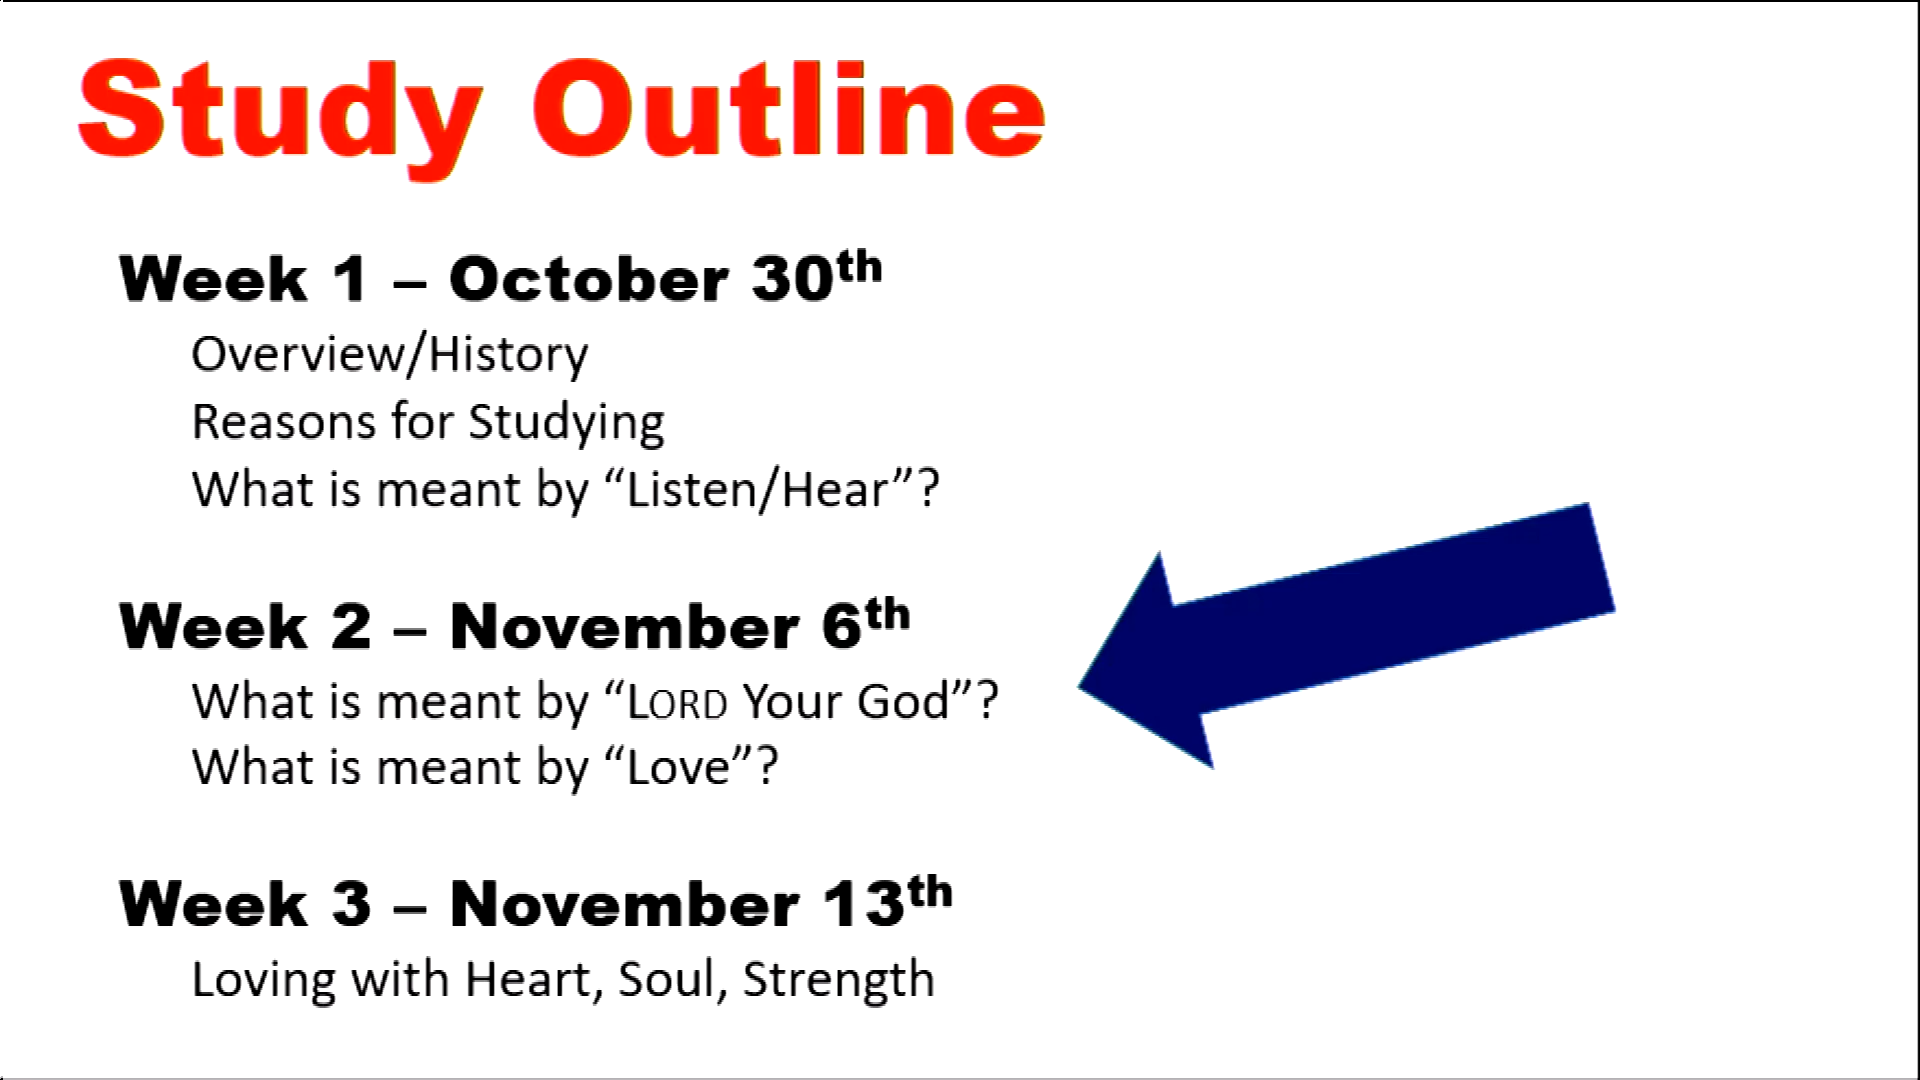 Study Outline
Week 1 – October 30th
Overview/History
Reasons for Studying
What is meant by “Listen/Hear”?
Week 2 – November 6th
What is meant by “LORD Your God”?
What is meant by “Love”?
Week 3 – November 13th
Loving with Heart, Soul, Strength